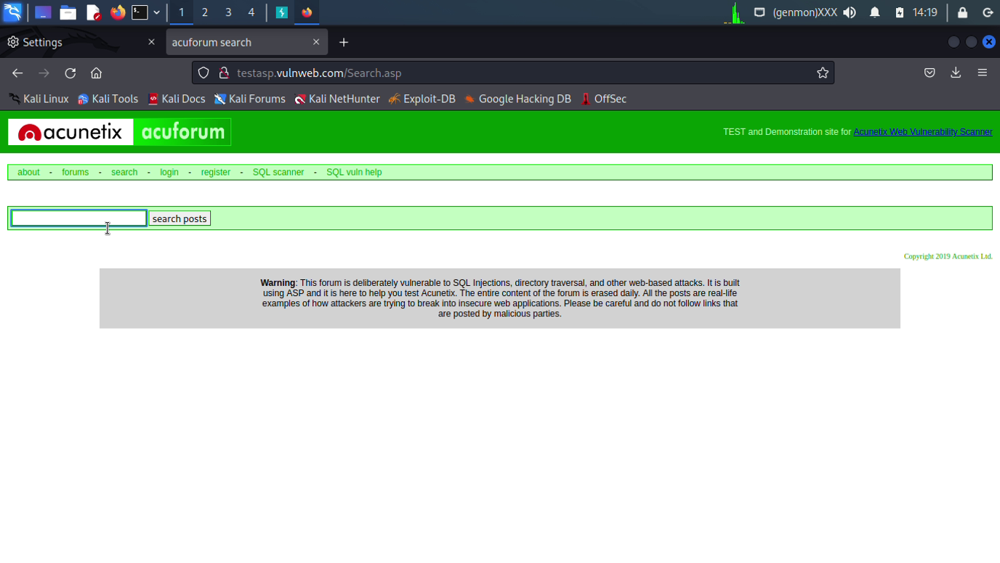 1 2 3 4 (genmon)XXX 14:19
Settings acuforum search
testasp.vulnweb.com/Search.asp
Kali Linux Kali Tools Kali Docs Kali Forums Kali NetHunter Exploit-DB Google Hacking DB OffSec
acunetix acuforum TEST and Demonstration site for Acunetix Web Vulnerability Scanner
about - forums - search - login - register - SQL scanner - SQL vuln help
search posts
Copyright 2019 Acunetix Ltd.
Warning: This forum is deliberately vulnerable to SQL Injections, directory traversal, and other web-based attacks. It is built
using ASP and it is here to help you test Acunetix. The entire content of the forum is erased daily. All the posts are real-life
examples of how attackers are trying to break into insecure web applications. Please be careful and do not follow links that
are posted by malicious parties.